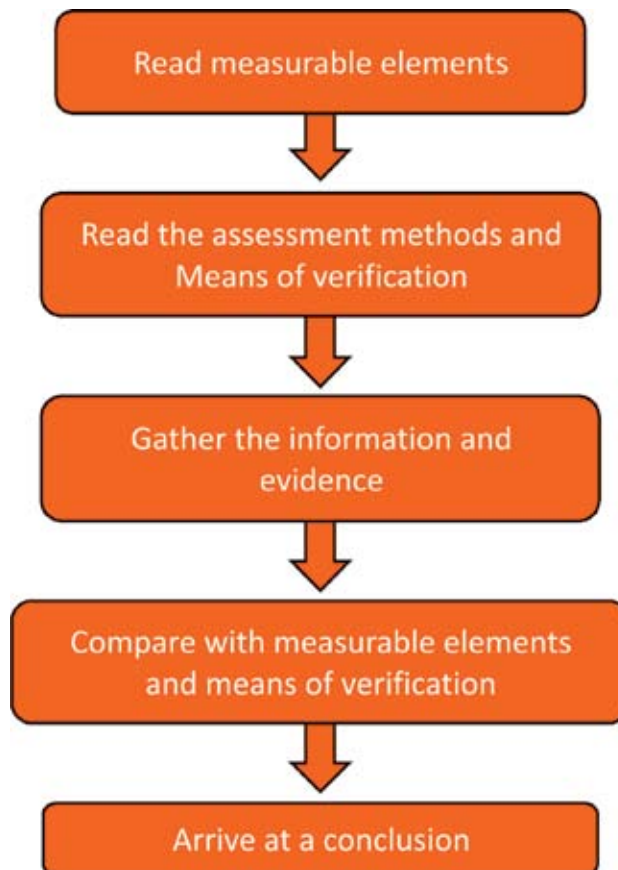 Read measurable elements
Read the assessment methods and
Means of verification
Gather the information and
evidence
Compare with measurable elements
and means of verification
Arrive at a conclusion